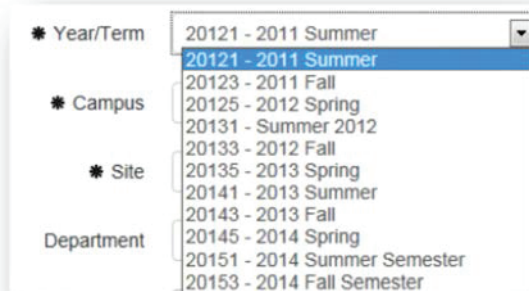 ✱ Year/Term 20121 - 2011 Summer
20121 - 2011 Summer
20123 - 2011 Fall
✱ Campus 20125 - 2012 Spring
20131 - Summer 2012
20133 - 2012 Fall
✱ Site 20135 - 2013 Spring
20141 - 2013 Summer
20143 - 2013 Fall
Department 20145 - 2014 Spring
20151 - 2014 Summer Semester
20153 - 2014 Fall Semester